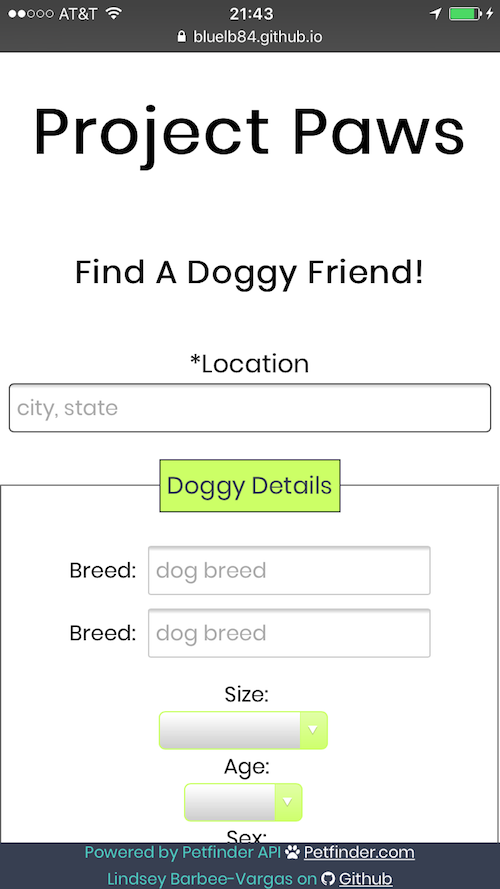 AT&T 21:43
bluelb84.github.io
Project Paws
Find A Doggy Friend!
*Location
city, state
Doggy Details
Breed: dog breed
Breed: dog breed
Size:
Age:
Sex:
Powered by Petfinder API Petfinder.com
Lindsey Barbee-Vargas on Github